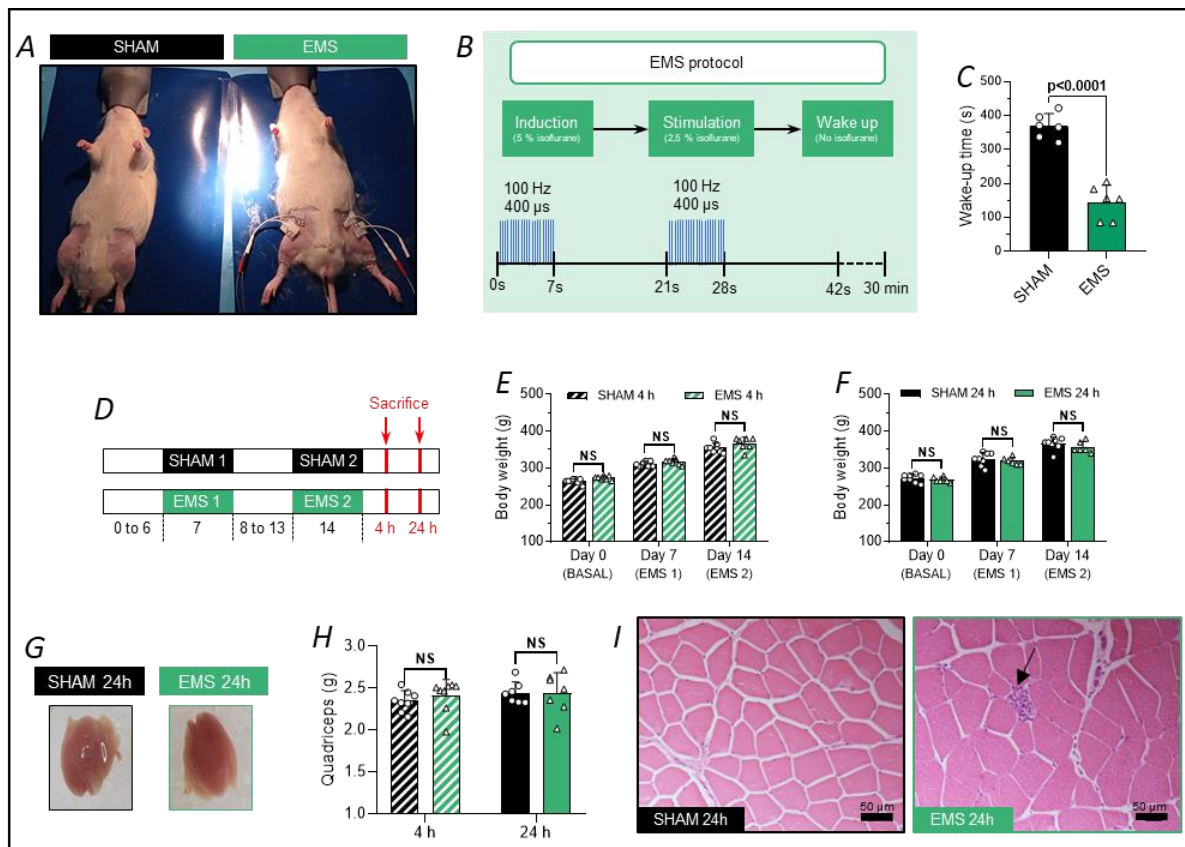 A
SHAM
EMS
B
EMS protocol
Induction
(5 % isoflurane)
Stimulation
(2,5 % isoflurane)
Wake up
(No isoflurane)
100 Hz
400 µs
100 Hz
400 µs
0s
7s
21s
28s
42s
30 min
C
p<0.0001
Wake-up time (s)
500
400
300
200
100
0
SHAM
EMS
D
Sacrifice
SHAM 1
SHAM 2
EMS 1
EMS 2
0 to 6
7
8 to 13
14
4 h
24 h
E
SHAM 4 h
EMS 4 h
Body weight (g)
500
400
300
200
100
NS
NS
NS
Day 0
(BASAL)
Day 7
(EMS 1)
Day 14
(EMS 2)
F
SHAM 24 h
EMS 24 h
Body weight (g)
500
400
300
200
100
NS
NS
NS
Day 0
(BASAL)
Day 7
(EMS 1)
Day 14
(EMS 2)
G
SHAM 24h
EMS 24h
H
Quadriceps (g)
3.0
2.5
2.0
1.5
1.0
NS
NS
4 h
24 h
I
SHAM 24h
50 µm
EMS 24h
50 µm